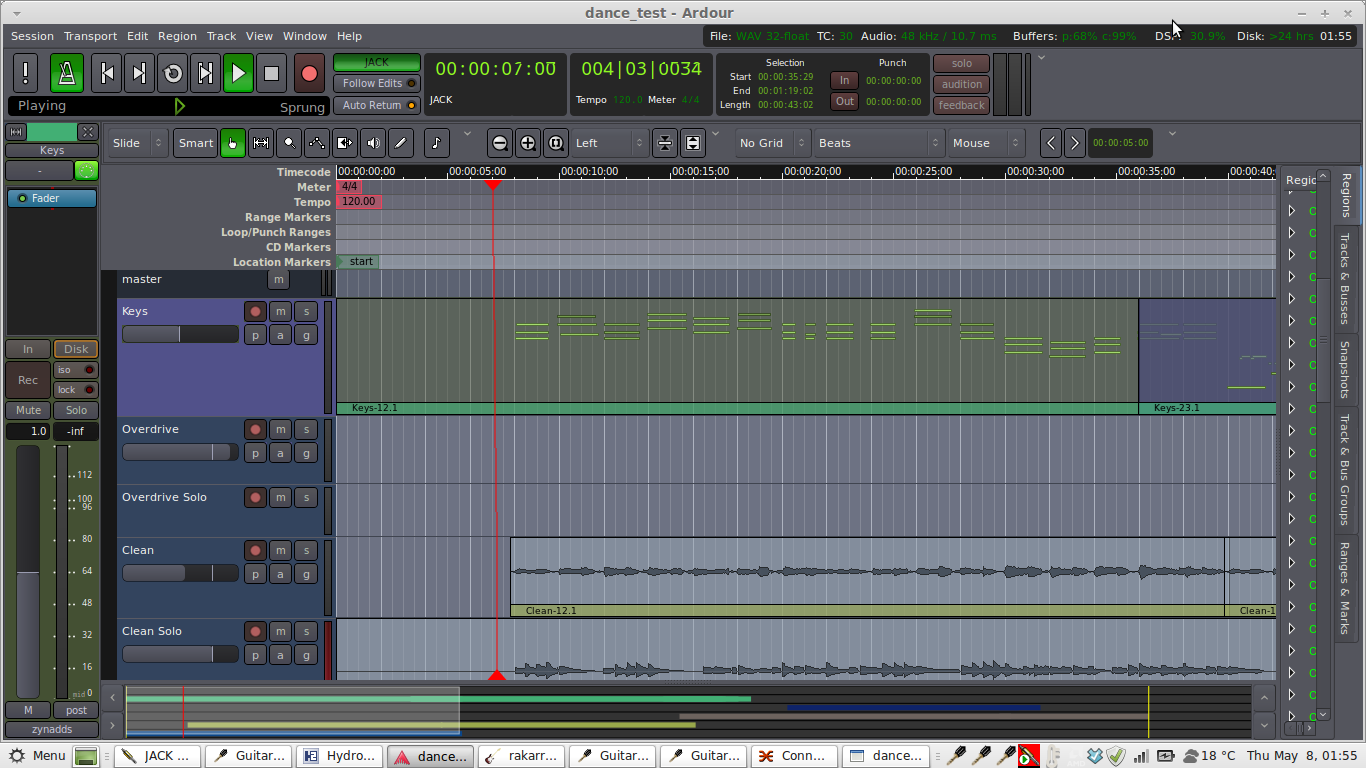 dance_test - Ardour
Session Transport Edit Region Track View Window Help
File: WAV 32-float TC: 30 Audio: 48 kHz / 10.7 ms Buffers: p:68% c:99% 30.9% Disk: >24 hrs 01:55
JACK
Follow Edits
Auto Return
Playing Sprung
00:00:07:00
JACK
004|03|0034
Tempo 120.0 Meter 4/4
Selection
Start 00:00:35:29
End 00:01:19:02
Length 00:00:43:02
Punch
In 00:00:00:00
Out 00:00:00:00
solo
audition
feedback
Keys
-
Slide Smart Left No Grid Beats Mouse 00:00:05:00
Fader
In Disk
Rec iso
lock
Mute Solo
1.0 -inf
112
100
96
80
64
48
32
16
mid 0
M post
zynadds
Timecode 00:00:00:00 00:00:05:00 00:00:10:00 00:00:15:00 00:00:20:00 00:00:25:00 00:00:30:00 00:00:35:00 00:00:40:
Meter 4/4
Tempo 120.00
Range Markers
Loop/Punch Ranges
CD Markers
Location Markers start
master m
Keys m s
p a g
Keys-12.1 Keys-23.1
Overdrive m s
p a g
Overdrive Solo m s
Clean m s
p a g
Clean-12.1 Clean-1
Clean Solo m s
p a g
Regio
Regions
Tracks & Busses
Snapshots
Track & Bus Groups
Ranges & Marks
Menu JACK ... Guitar... Hydro... dance... rakarr... Guitar... Guitar... Conn... dance... 18 °C Thu May 8, 01:55